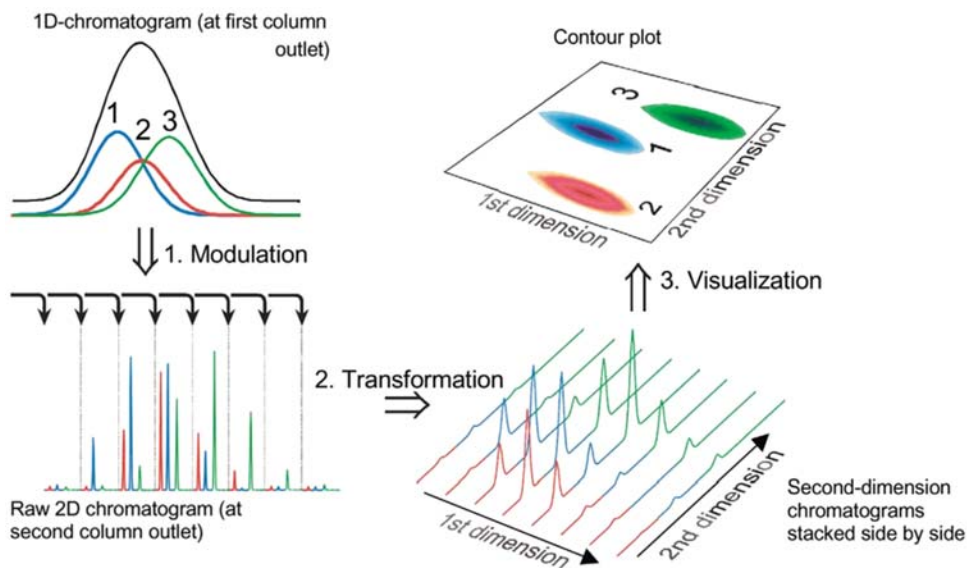 1D-chromatogram (at first column
outlet)
1
2
3
1. Modulation
Raw 2D chromatogram (at
second column outlet)
2. Transformation
1st dimension
2nd dimension
Second-dimension
chromatograms
stacked side by side
3. Visualization
Contour plot
3
1
2
1st dimension
2nd dimension